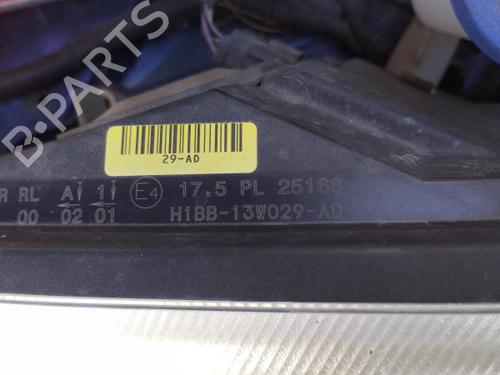 B-PARTS
29-AD
R RL A 1 E4 17.5 PL 25168
00 02 01 H1BB-13W029-AD